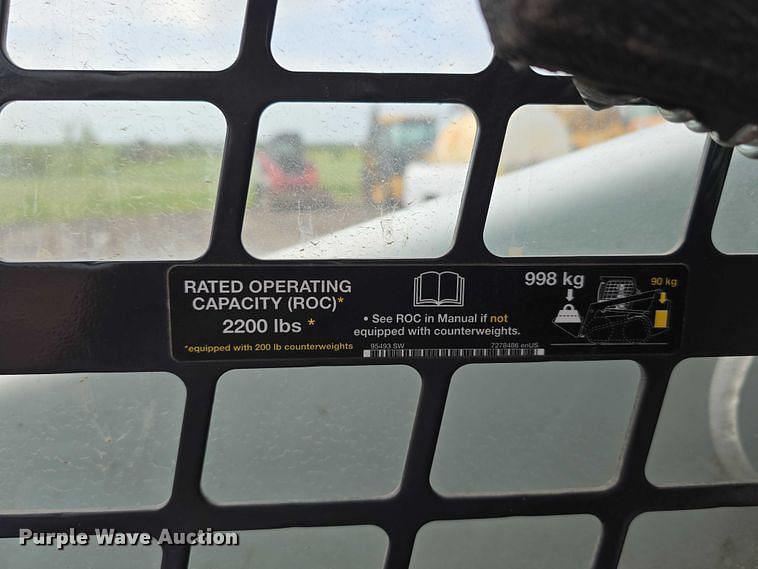 RATED OPERATING
CAPACITY (ROC)*
2200 lbs *
*equipped with 200 lb counterweights
• See ROC in Manual if not
equipped with counterweights.
95493 SW 7278486 enUS
998 kg
90 kg
Purple Wave Auction